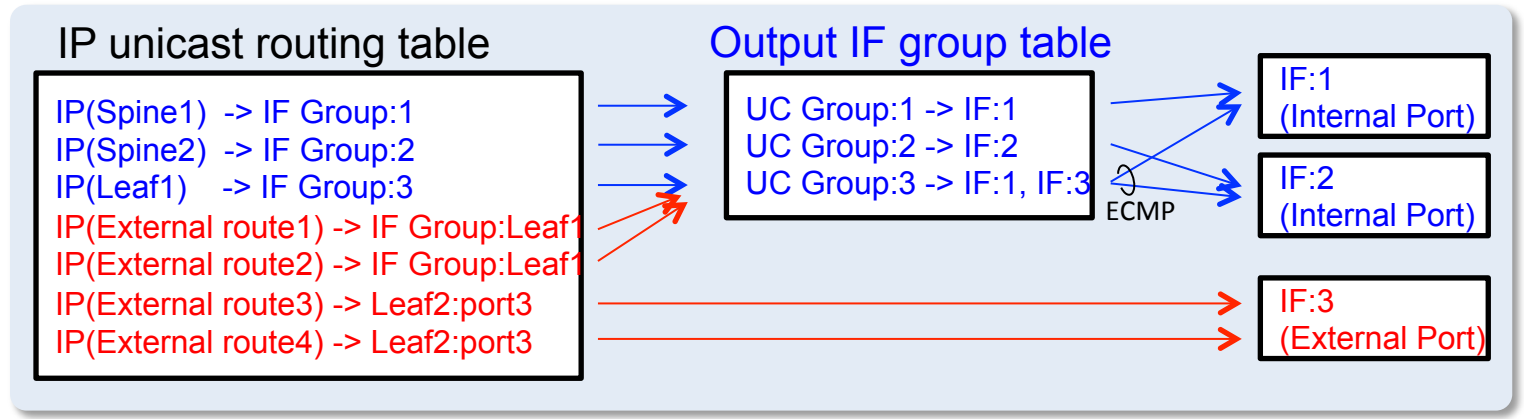 IP unicast routing table
IP(Spine1) -> IF Group:1
IP(Spine2) -> IF Group:2
IP(Leaf1) -> IF Group:3
IP(External route1) -> IF Group:Leaf1
IP(External route2) -> IF Group:Leaf1
IP(External route3) -> Leaf2:port3
IP(External route4) -> Leaf2:port3
Output IF group table
UC Group:1 -> IF:1
UC Group:2 -> IF:2
UC Group:3 -> IF:1, IF:3
ECMP
IF:1
(Internal Port)
IF:2
(Internal Port)
IF:3
(External Port)